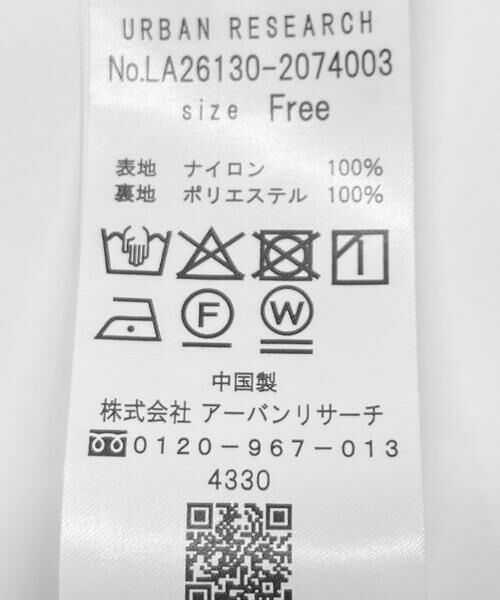 URBAN RESEARCH
No.LA26130-2074003
size Free
表地 ナイロン 100%
裏地 ポリエステル 100%
F W
中国製
株式会社 アーバンリサーチ
0120-967-013
4330